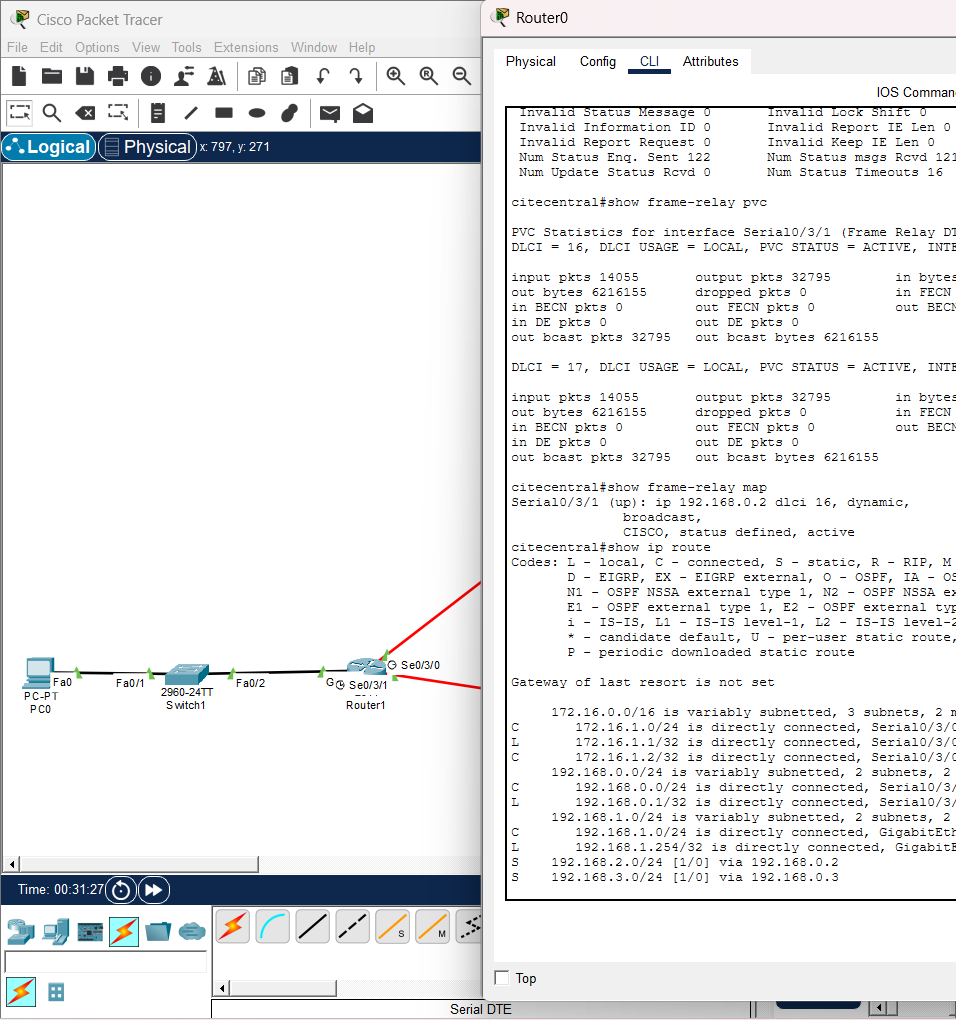 Cisco Packet Tracer
File Edit Options View Tools Extensions Window Help
Logical Physical x: 797, y: 271
Fa0
Fa0/1
Fa0/2
G
Se0/3/0
Se0/3/1
PC-PT
PC0
2960-24TT
Switch1
Router1
Time: 00:31:27
S
M
Serial DTE
Router0
Physical Config CLI Attributes
IOS Comman
Invalid Status Message 0 Invalid Lock Shift 0
Invalid Information ID 0 Invalid Report IE Len 0
Invalid Report Request 0 Invalid Keep IE Len 0
Num Status Enq. Sent 122 Num Status msgs Rcvd 121
Num Update Status Rcvd 0 Num Status Timeouts 16
citecentral#show frame-relay pvc
PVC Statistics for interface Serial0/3/1 (Frame Relay DT
DLCI = 16, DLCI USAGE = LOCAL, PVC STATUS = ACTIVE, INTE
input pkts 14055 output pkts 32795 in bytes
out bytes 6216155 dropped pkts 0 in FECN
in BECN pkts 0 out FECN pkts 0 out BECN
in DE pkts 0 out DE pkts 0
out bcast pkts 32795 out bcast bytes 6216155
DLCI = 17, DLCI USAGE = LOCAL, PVC STATUS = ACTIVE, INTE
input pkts 14055 output pkts 32795 in bytes
out bytes 6216155 dropped pkts 0 in FECN
in BECN pkts 0 out FECN pkts 0 out BECN
in DE pkts 0 out DE pkts 0
out bcast pkts 32795 out bcast bytes 6216155
citecentral#show frame-relay map
Serial0/3/1 (up): ip 192.168.0.2 dlci 16, dynamic,
broadcast,
CISCO, status defined, active
citecentral#show ip route
Codes: L - local, C - connected, S - static, R - RIP, M
D - EIGRP, EX - EIGRP external, O - OSPF, IA - OS
N1 - OSPF NSSA external type 1, N2 - OSPF NSSA ex
E1 - OSPF external type 1, E2 - OSPF external typ
i - IS-IS, L1 - IS-IS level-1, L2 - IS-IS level-2
* - candidate default, U - per-user static route,
P - periodic downloaded static route
Gateway of last resort is not set
172.16.0.0/16 is variably subnetted, 3 subnets, 2 m
C 172.16.1.0/24 is directly connected, Serial0/3/0
L 172.16.1.1/32 is directly connected, Serial0/3/0
C 172.16.1.2/32 is directly connected, Serial0/3/0
192.168.0.0/24 is variably subnetted, 2 subnets, 2
C 192.168.0.0/24 is directly connected, Serial0/3/
L 192.168.0.1/32 is directly connected, Serial0/3/
192.168.1.0/24 is variably subnetted, 2 subnets, 2
C 192.168.1.0/24 is directly connected, GigabitEth
L 192.168.1.254/32 is directly connected, GigabitE
S 192.168.2.0/24 [1/0] via 192.168.0.2
S 192.168.3.0/24 [1/0] via 192.168.0.3
Top